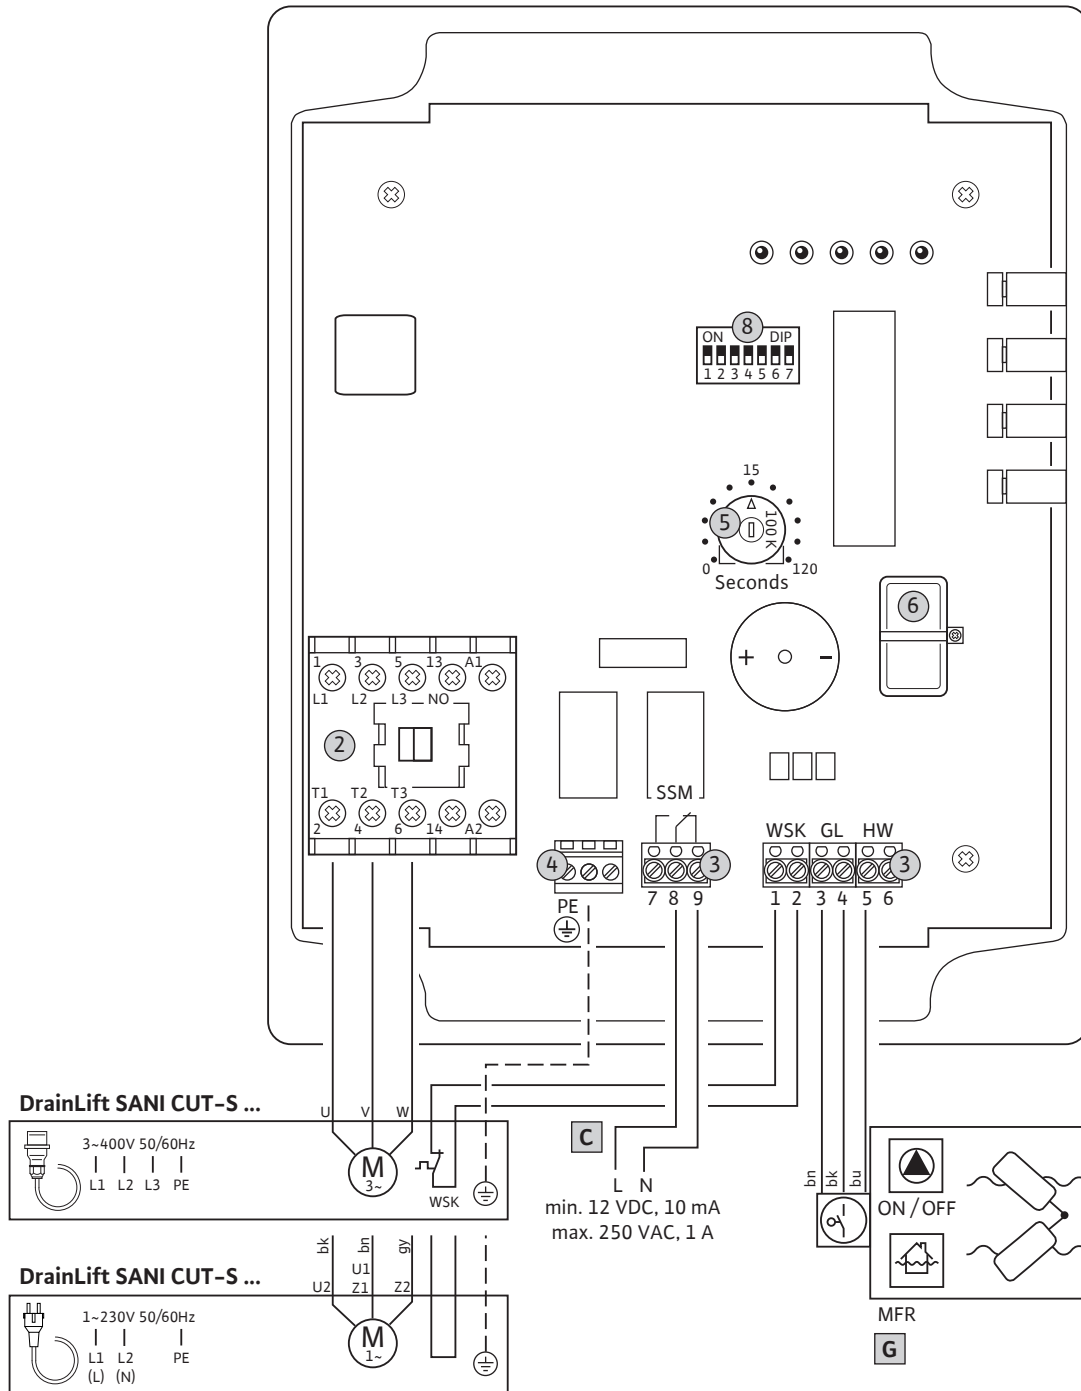 8
ON DIP
1 2 3 4 5 6 7
15
5
100 K
0 120
Seconds
6
+ −
1 3 5 13 A1
L1 L2 L3 NO
2
T1 T2 T3
2 4 6 14 A2
SSM
WSK GL HW
4
3
3
PE
7 8 9
1 2 3 4 5 6
DrainLift SANI CUT-S ...
U V W
3~400V 50/60Hz
L1 L2 L3 PE
M
3~
WSK
C
L N
min. 12 VDC, 10 mA
max. 250 VAC, 1 A
bn bk bu
ON / OFF
MFR
G
DrainLift SANI CUT-S ...
bk bn gy
U1
U2 Z1 Z2
1~230V 50/60Hz
L1 L2 PE
(L) (N)
M
1~